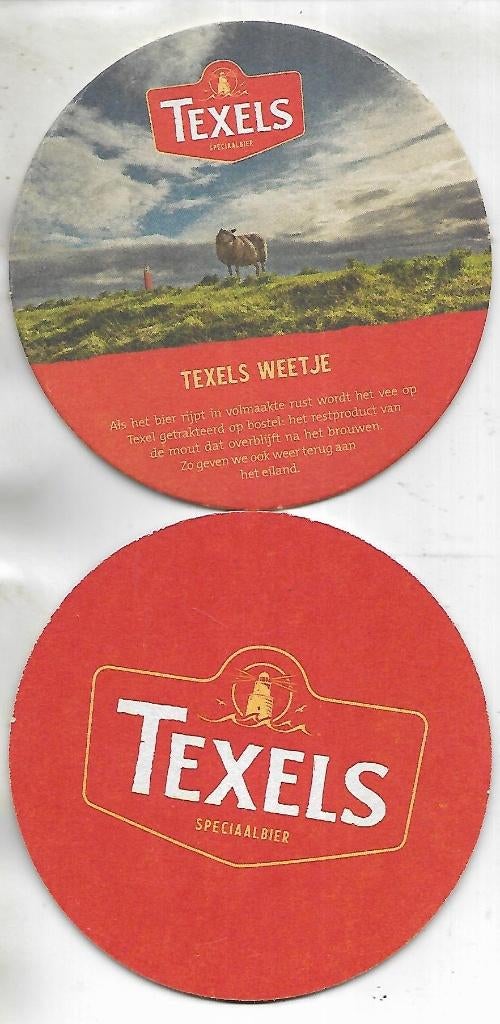 TEXELS
SPECIAALBIER
TEXELS WEETJE
Als het bier rijpt in volmaakte rust wordt het vee op
Texel getrakteerd op bostel: het restproduct van
de mout dat overblijft na het brouwen.
Zo geven we ook weer terug aan
het eiland.
TEXELS
SPECIAALBIER